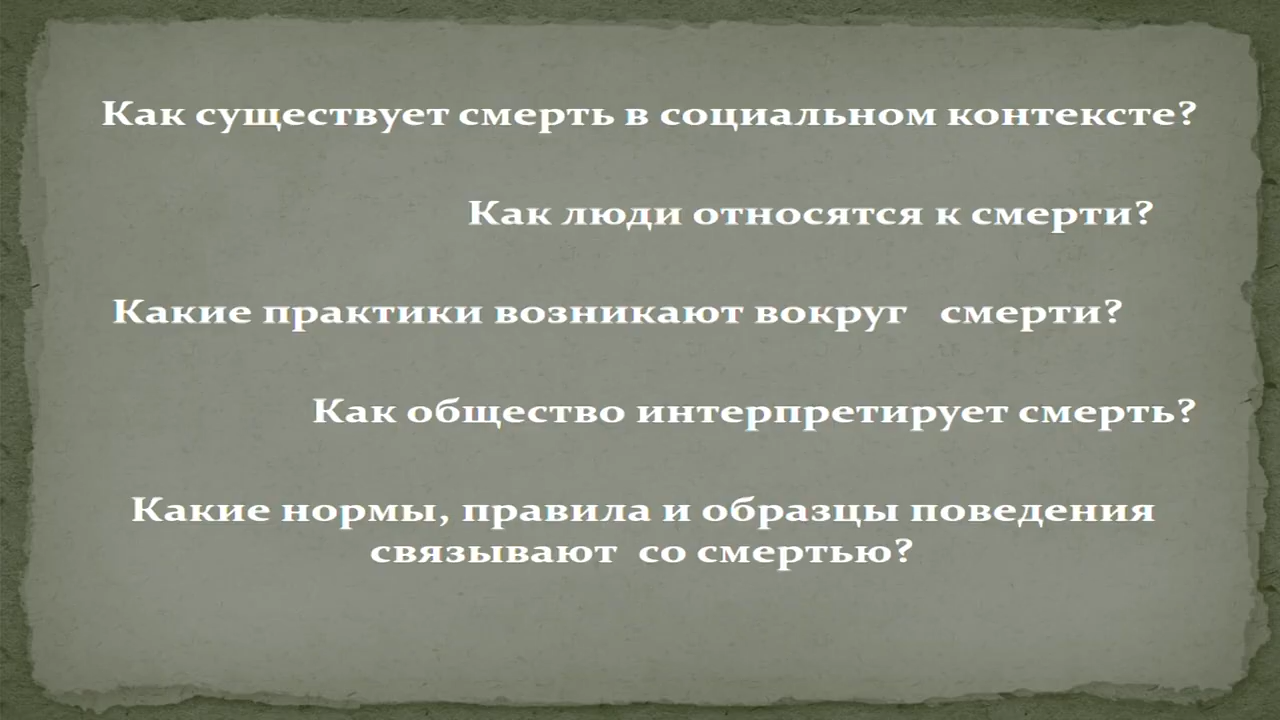 Как существует смерть в социальном контексте?
Как люди относятся к смерти?
Какие практики возникают вокруг смерти?
Как общество интерпретирует смерть?
Какие нормы, правила и образцы поведения
связывают со смертью?